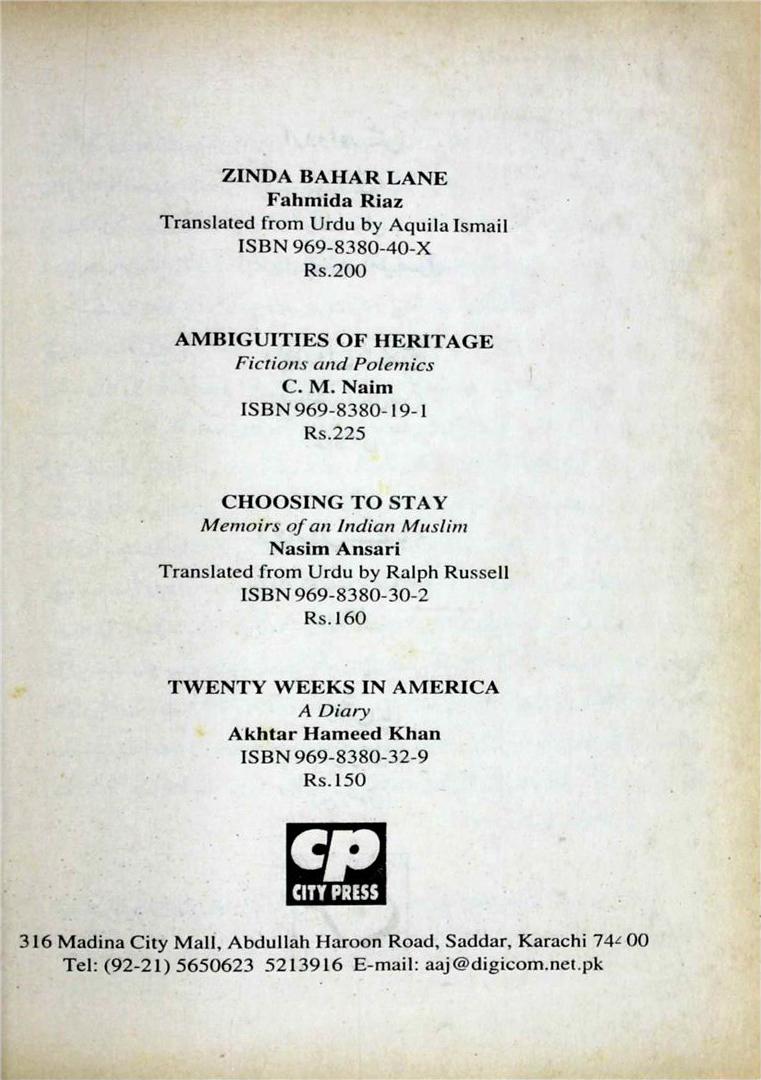 ZINDA BAHAR LANE
Fahmida Riaz
Translated from Urdu by Aquila Ismail
ISBN 969-8380-40-X
Rs.200
AMBIGUITIES OF HERITAGE
Fictions and Polemics
C. M. Naim
ISBN 969-8380-19-1
Rs.225
CHOOSING TO STAY
Memoirs of an Indian Muslim
Nasim Ansari
Translated from Urdu by Ralph Russell
ISBN 969-8380-30-2
Rs.160
TWENTY WEEKS IN AMERICA
A Diary
Akhtar Hameed Khan
ISBN 969-8380-32-9
Rs.150
cp
CITY PRESS
316 Madina City Mall, Abdullah Haroon Road, Saddar, Karachi
Tel: (92-21) 5650623 5213916 E-mail: aaj@digicom.net.pk